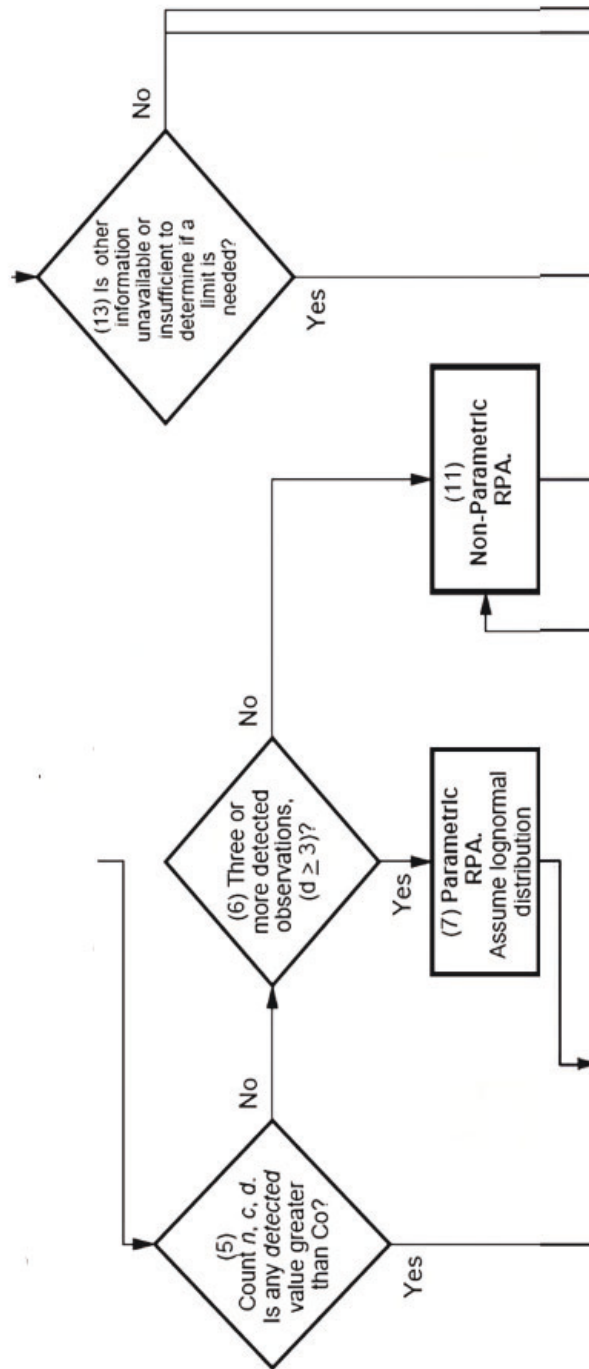 (5)
Count n, c, d.
Is any detected
value greater
than Co?
No
Yes
(6) Three or
more detected
observations,
(d ≥ 3)?
No
Yes
(7) Parametric
RPA.
Assume lognormal
distribution
(11)
Non-Parametric
RPA.
(13) Is other
information
unavailable or
insufficient to
determine if a
limit is
needed?
No
Yes